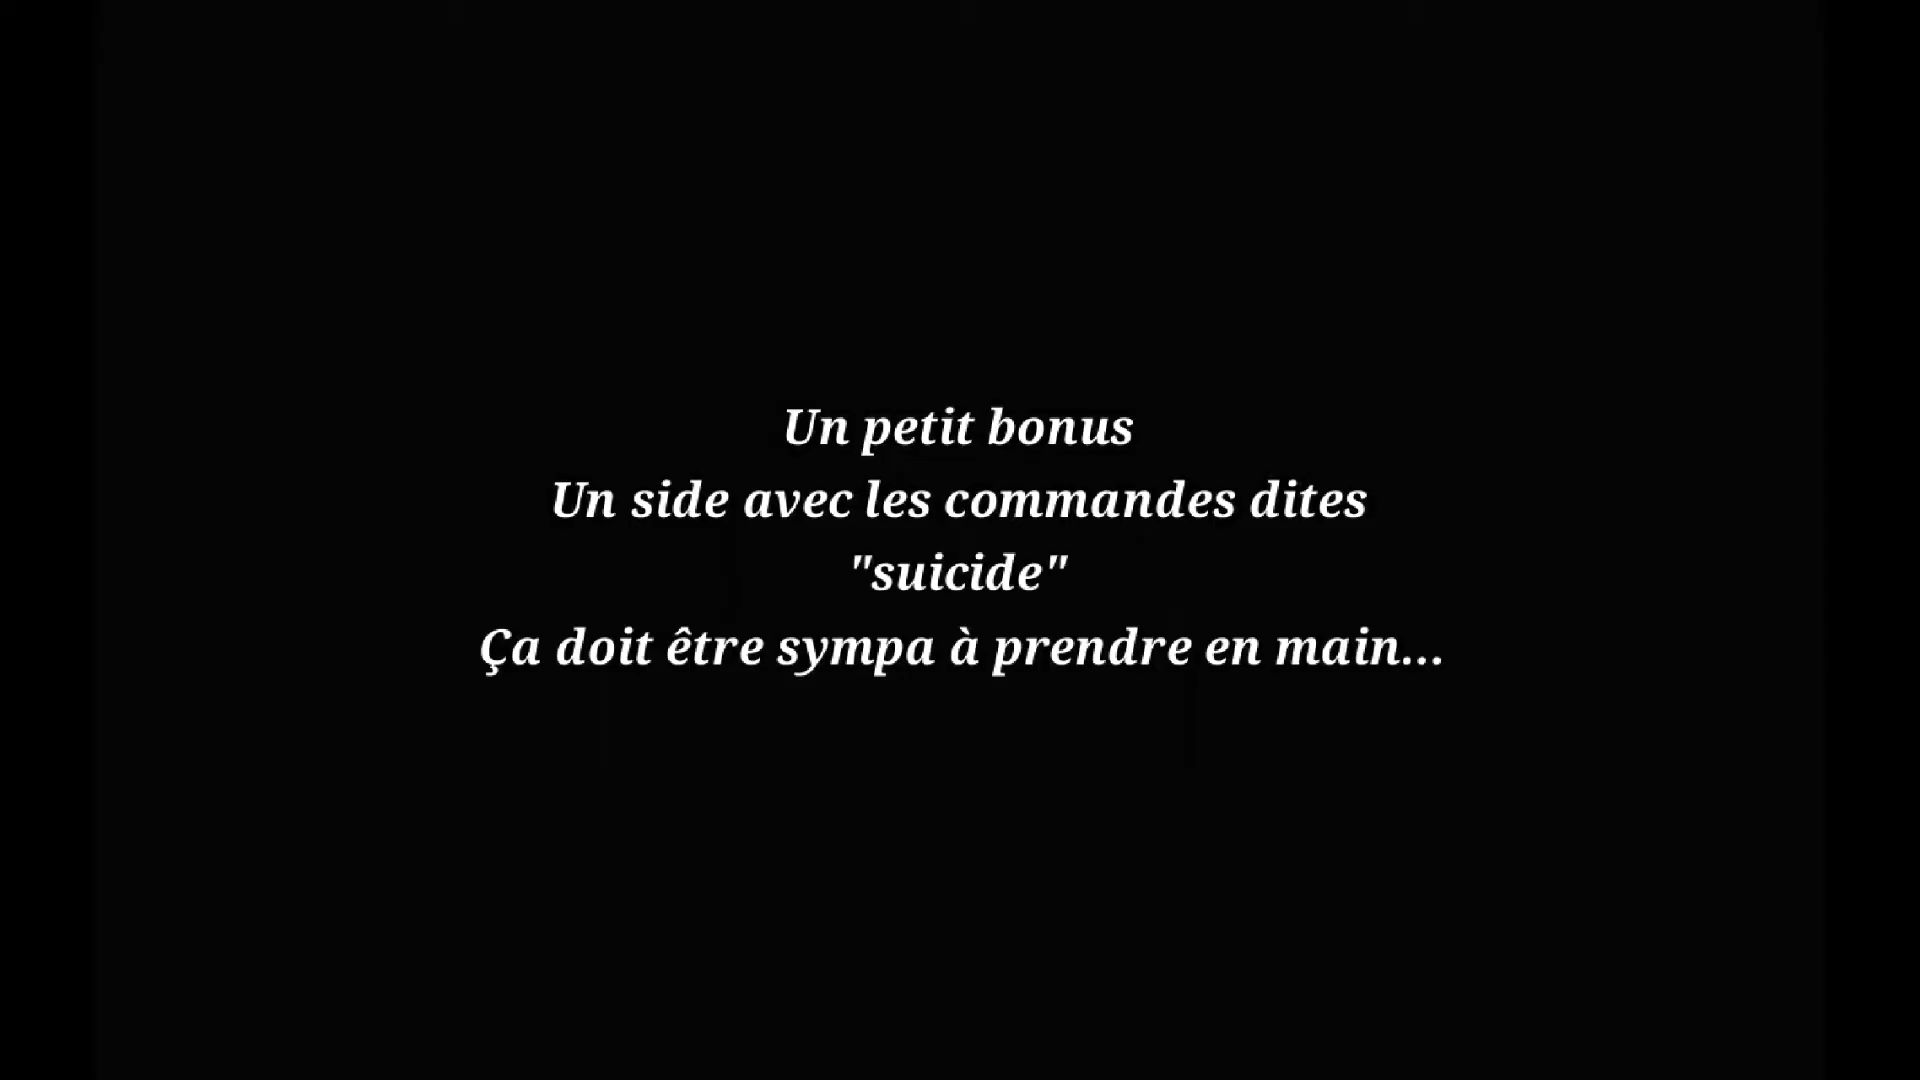 Un petit bonus
Un side avec les commandes dites
"suicide"
Ça doit être sympa à prendre en main...